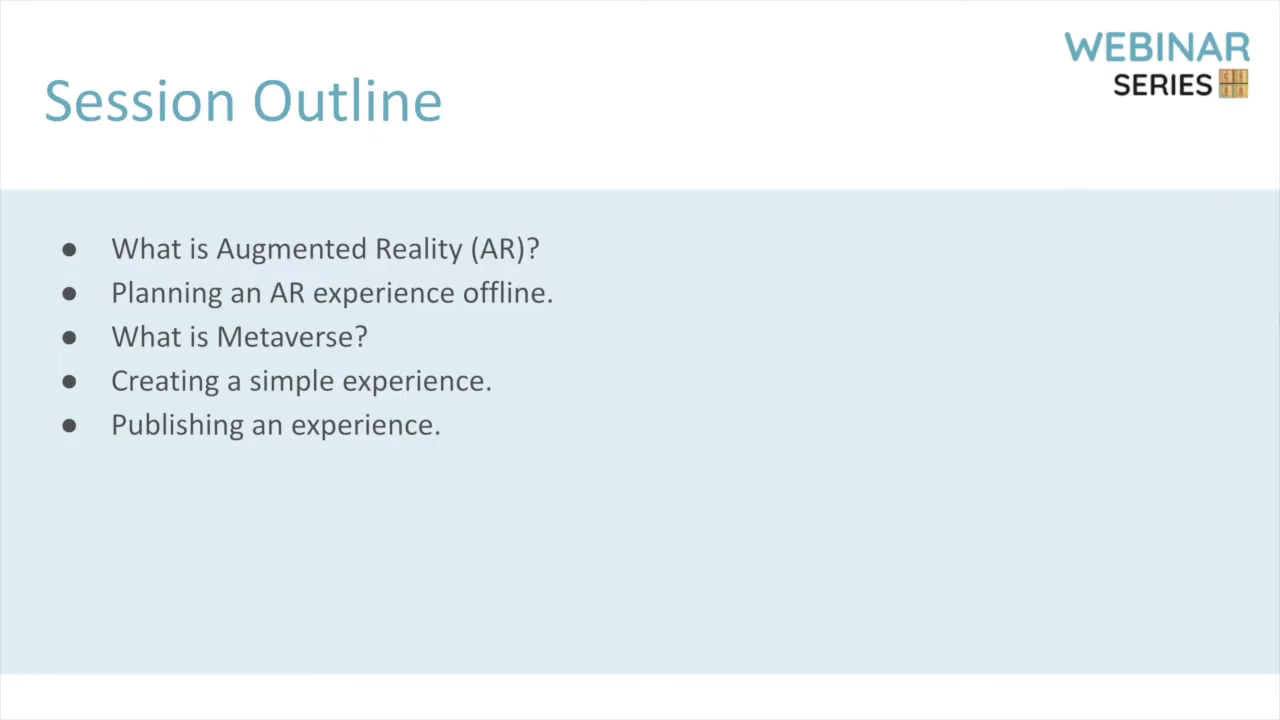 WEBINAR
SERIES
Session Outline
● What is Augmented Reality (AR)?
● Planning an AR experience offline.
● What is Metaverse?
● Creating a simple experience.
● Publishing an experience.